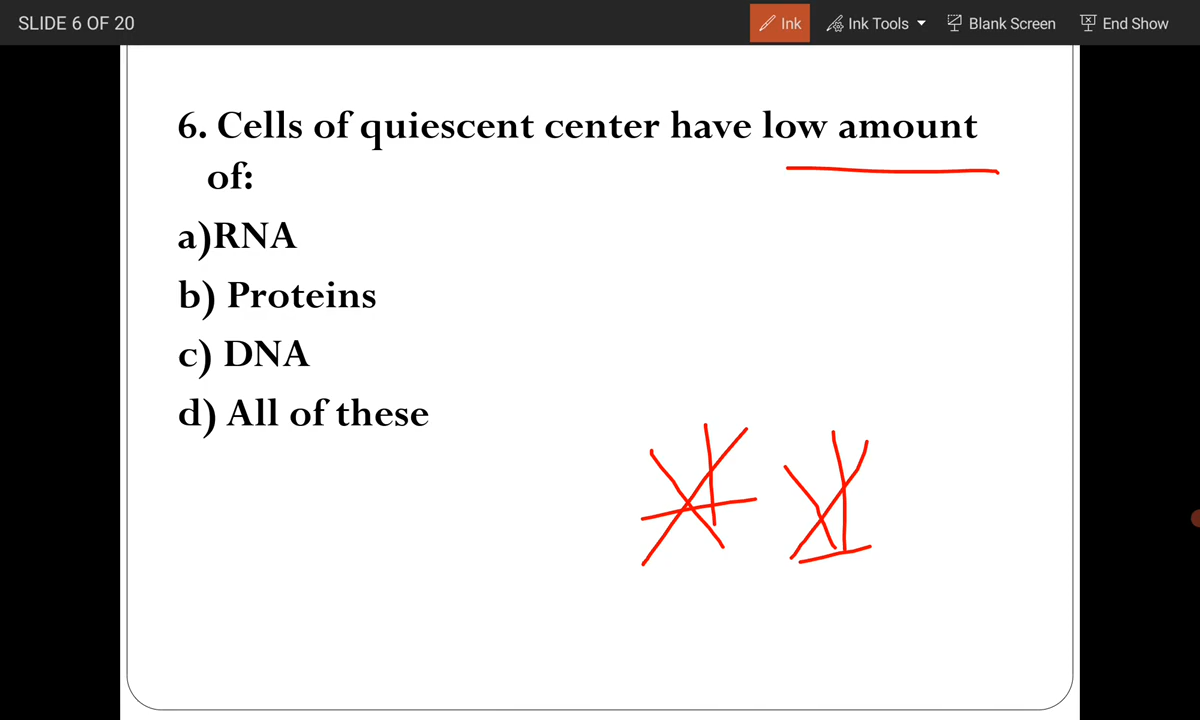 SLIDE 6 OF 20 Ink Ink Tools Blank Screen End Show
6. Cells of quiescent center have low amount
of:
a)RNA
b) Proteins
c) DNA
d) All of these